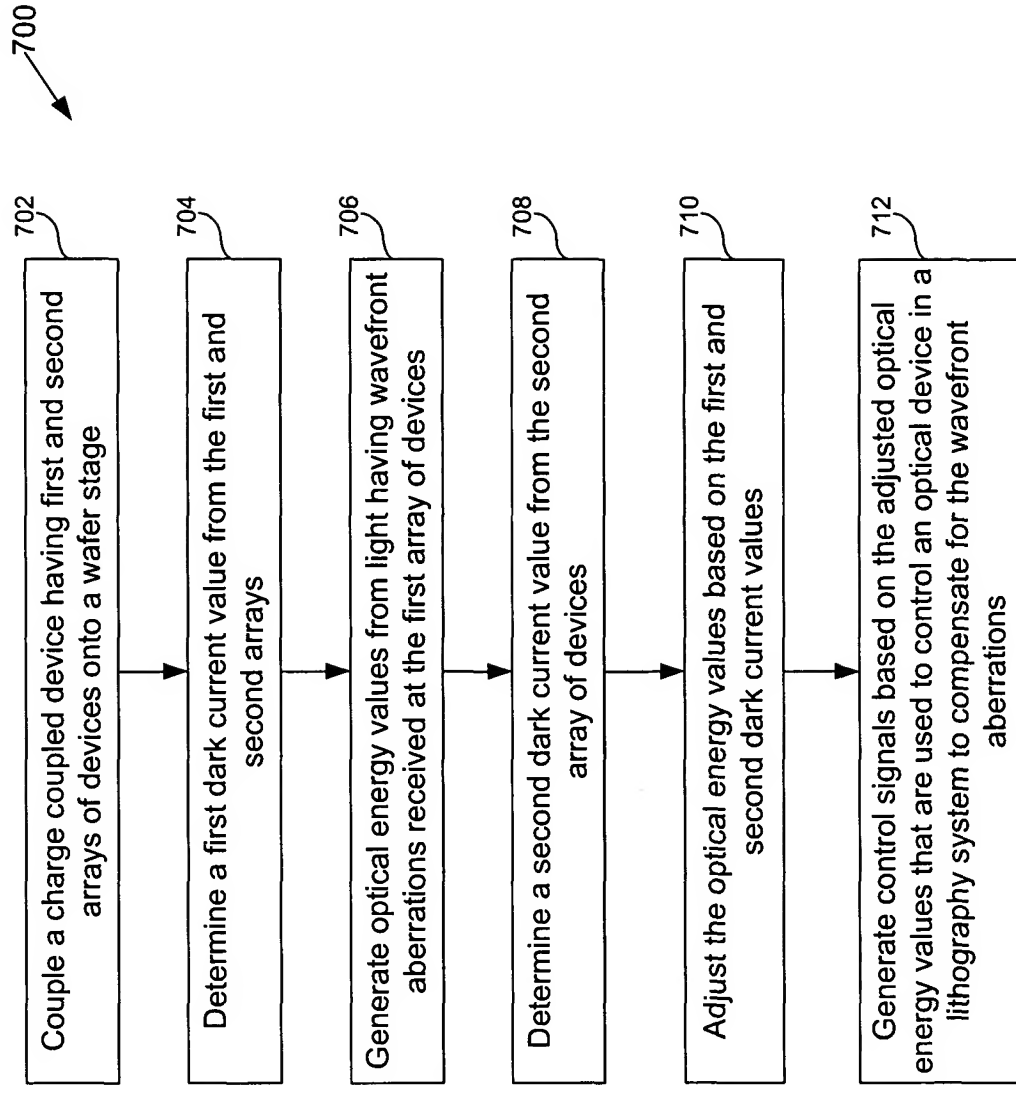 700
702
Couple a charge coupled device having first and second
arrays of devices onto a wafer stage
704
Determine a first dark current value from the first and
second arrays
706
Generate optical energy values from light having wavefront
aberrations received at the first array of devices
708
Determine a second dark current value from the second
array of devices
710
Adjust the optical energy values based on the first and
second dark current values
712
Generate control signals based on the adjusted optical
energy values that are used to control an optical device in a
lithography system to compensate for the wavefront
aberrations